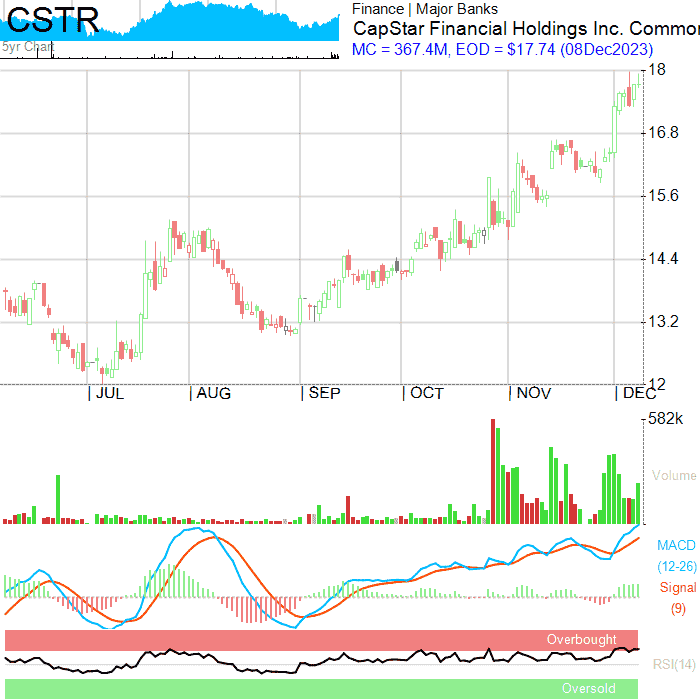 CSTR
5yr Chart
Finance | Major Banks
CapStar Financial Holdings Inc. Common
MC = 367.4M, EOD = $17.74 (08Dec2023)
18
16.8
15.6
14.4
13.2
12
JUL AUG SEP OCT NOV DEC
582k
Volume
MACD
(12-26)
Signal
(9)
Overbought
RSI(14)
Oversold